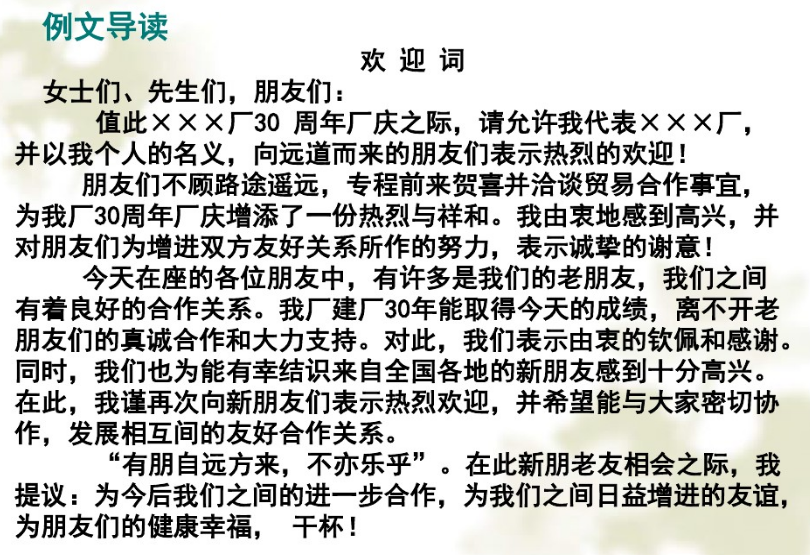 例文导读
欢 迎 词
女士们、先生们，朋友们：
值此×××厂30 周年厂庆之际，请允许我代表×××厂，
并以我个人的名义，向远道而来的朋友们表示热烈的欢迎！
朋友们不顾路途遥远，专程前来贺喜并洽谈贸易合作事宜，
为我厂30周年厂庆增添了一份热烈与祥和。我由衷地感到高兴，并
对朋友们为增进双方友好关系所作的努力，表示诚挚的谢意！
今天在座的各位朋友中，有许多是我们的老朋友，我们之间
有着良好的合作关系。我厂建厂30年能取得今天的成绩，离不开老
朋友们的真诚合作和大力支持。对此，我们表示由衷的钦佩和感谢。
同时，我们也为能有幸结识来自全国各地的新朋友感到十分高兴。
在此，我谨再次向新朋友们表示热烈欢迎，并希望能与大家密切协
作，发展相互间的友好合作关系。
“有朋自远方来，不亦乐乎”。在此新朋老友相会之际，我
提议：为今后我们之间的进一步合作，为我们之间日益增进的友谊，
为朋友们的健康幸福， 干杯！